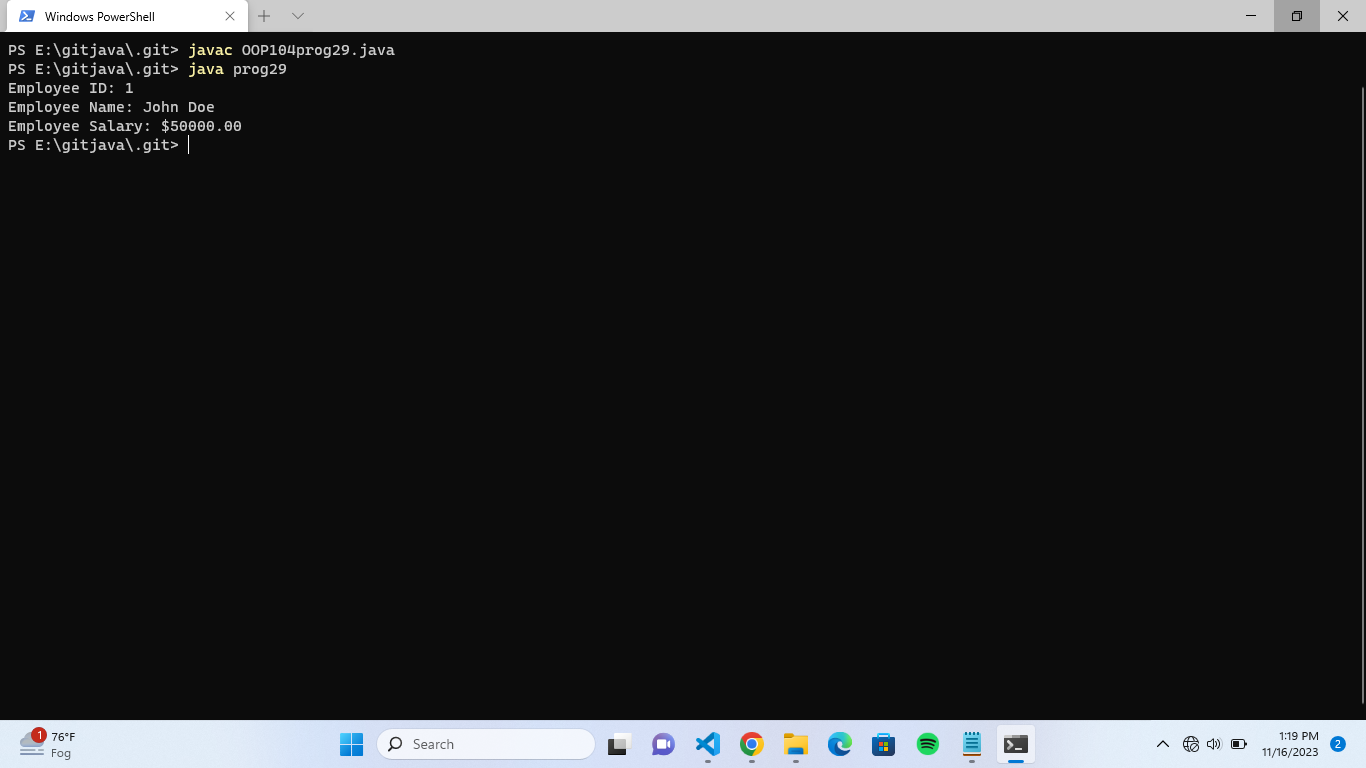 Windows PowerShell
PS E:\gitjava\.git> javac OOP104prog29.java
PS E:\gitjava\.git> java prog29
Employee ID: 1
Employee Name: John Doe
Employee Salary: $50000.00
PS E:\gitjava\.git>
1
76°F
Fog
Search
1:19 PM
11/16/2023
2